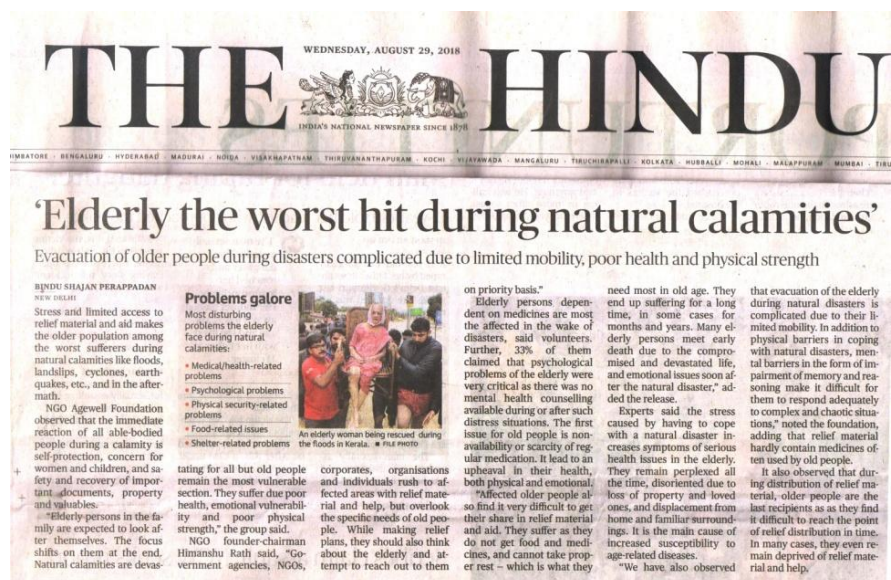 WEDNESDAY, AUGUST 29, 2018
THE HINDU
INDIA'S NATIONAL NEWSPAPER SINCE 1878
IMBATORE • BENGALURU • HYDERABAD • MADURAI • NOIDA • VISAKHAPATNAM • THIRUVANANTHAPURAM • KOCHI • VIJAYAWADA • MANGALURU • TIRUCHIRAPALLI • KOLKATA • HUBBALLI • MOHALI • MALAPPURAM • MUMBAI • TIRU
‘Elderly the worst hit during natural calamities’
Evacuation of older people during disasters complicated due to limited mobility, poor health and physical strength
BINDU SHAJAN PERAPPADAN
NEW DELHI
Stress and limited access to
relief material and aid makes
the older population among
the worst sufferers during
natural calamities like floods,
landslips, cyclones, earth-
quakes, etc., and in the after-
math.
NGO Agewell Foundation
observed that the immediate
reaction of all able-bodied
people during a calamity is
self-protection, concern for
women and children, and sa-
fety and recovery of impor-
tant documents, property
and valuables.
“Elderly persons in the fa-
mily are expected to look af-
ter themselves. The focus
shifts on them at the end.
Natural calamities are devas-
Problems galore
Most disturbing
problems the elderly
face during natural
calamities:
• Medical/health-related
problems
• Psychological problems
• Physical security-related
problems
• Food-related issues
• Shelter-related problems
An elderly woman being rescued during
the floods in Kerala. ■ FILE PHOTO
tating for all but old people
remain the most vulnerable
section. They suffer due poor
health, emotional vulnerabil-
ity and poor physical
strength,” the group said.
NGO founder-chairman
Himanshu Rath said, “Go-
vernment agencies, NGOs,
corporates, organisations
and individuals rush to af-
fected areas with relief mate-
rial and help, but overlook
the specific needs of old peo-
ple. While making relief
plans, they should also think
about the elderly and at-
tempt to reach out to them
on priority basis.”
Elderly persons depen-
dent on medicines are most
the affected in the wake of
disasters, said volunteers.
Further, 33% of them
claimed that psychological
problems of the elderly were
very critical as there was no
mental health counselling
available during or after such
distress situations. The first
issue for old people is non-
availability or scarcity of reg-
ular medication. It lead to an
upheaval in their health,
both physical and emotional.
“Affected older people al-
so find it very difficult to get
their share in relief material
and aid. They suffer as they
do not get food and medi-
cines, and cannot take prop-
er rest – which is what they
need most in old age. They
end up suffering for a long
time, in some cases for
months and years. Many el-
derly persons meet early
death due to the compro-
mised and devastated life,
and emotional issues soon af-
ter the natural disaster,” ad-
ded the release.
Experts said the stress
caused by having to cope
with a natural disaster in-
creases symptoms of serious
health issues in the elderly.
They remain perplexed all
the time, disoriented due to
loss of property and loved
ones, and displacement from
home and familiar surround-
ings. It is the main cause of
increased susceptibility to
age-related diseases.
“We have also observed
that evacuation of the elderly
during natural disasters is
complicated due to their li-
mited mobility. In addition to
physical barriers in coping
with natural disasters, men-
tal barriers in the form of im-
pairment of memory and rea-
soning make it difficult for
them to respond adequately
to complex and chaotic situa-
tions,” noted the foundation,
adding that relief material
hardly contain medicines of-
ten used by old people.
It also observed that dur-
ing distribution of relief ma-
terial, older people are the
last recipients as as they find
it difficult to reach the point
of relief distribution in time.
In many cases, they even re-
main deprived of relief mate-
rial and help.